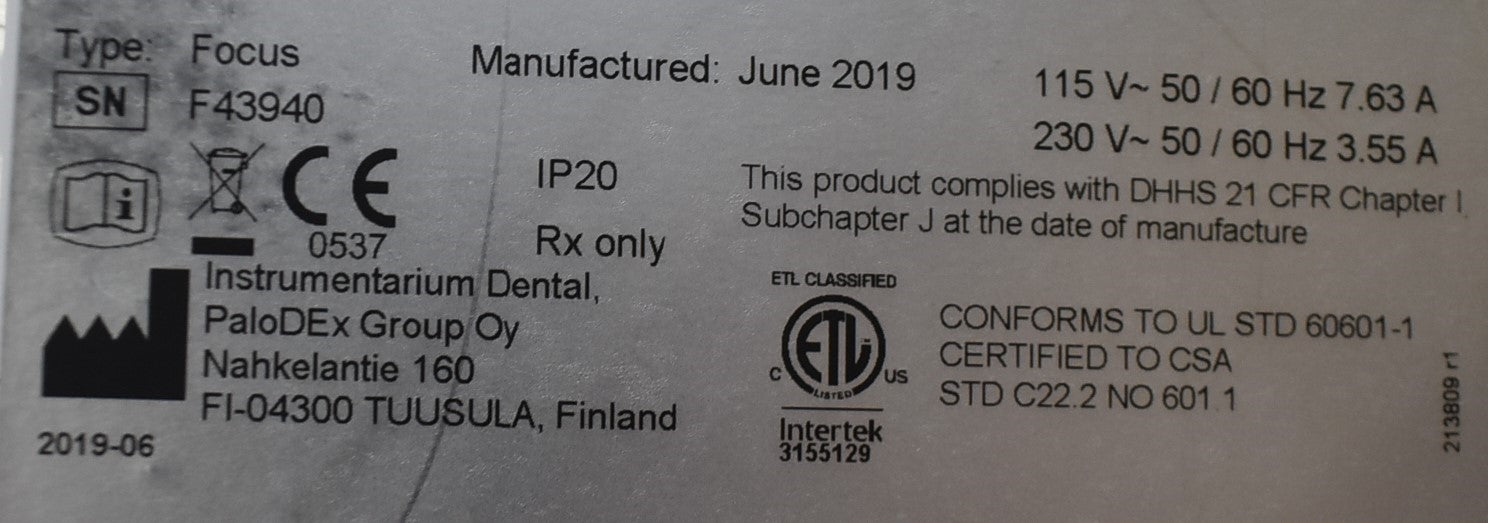 Type: Focus
SN F43940
Manufactured: June 2019
115 V~ 50 / 60 Hz 7.63 A
230 V~ 50 / 60 Hz 3.55 A
i
CE
0537
IP20
Rx only
This product complies with DHHS 21 CFR Chapter I,
Subchapter J at the date of manufacture
Instrumentarium Dental,
PaloDEx Group Oy
Nahkelantie 160
FI-04300 TUUSULA, Finland
2019-06
ETL CLASSIFIED
ETL
LISTED
C US
Intertek
3155129
CONFORMS TO UL STD 60601-1
CERTIFIED TO CSA
STD C22.2 NO 601.1
213809 r1